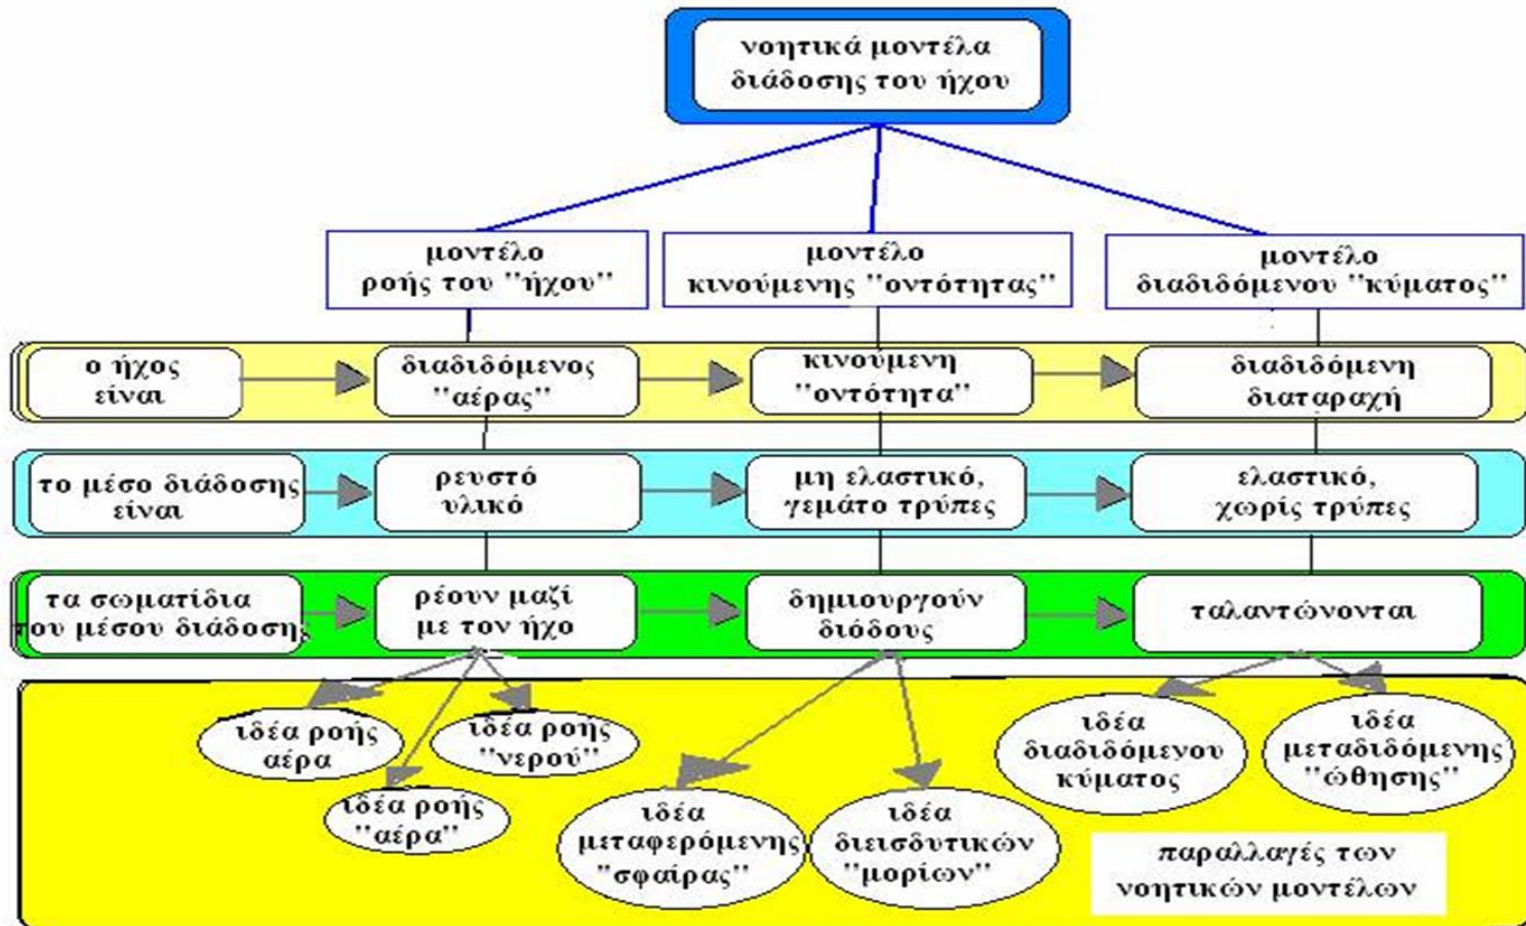 νοητικά μοντέλα
διάδοσης του ήχου
μοντέλο
ροής του "ήχου"
μοντέλο
κινούμενης "οντότητας"
μοντέλο
διαδιδόμενου "κύματος"
ο ήχος
είναι
διαδιδόμενος
"αέρας"
κινούμενη
"οντότητα"
διαδιδόμενη
διαταραχή
το μέσο διάδοσης
είναι
ρευστό
υλικό
μη ελαστικό,
γεμάτο τρύπες
ελαστικό,
χωρίς τρύπες
τα σωματίδια
του μέσου διάδοσης
ρέουν μαζί
με τον ήχο
δημιουργούν
διόδους
ταλαντώνονται
ιδέα ροής
αέρα
ιδέα ροής
"νερού"
ιδέα ροής
"αέρα"
ιδέα
μεταφερόμενης
"σφαίρας"
ιδέα
διεισδυτικών
"μορίων"
ιδέα
διαδιδόμενου
κύματος
ιδέα
μεταδιδόμενης
"ώθησης"
παραλλαγές των
νοητικών μοντέλων